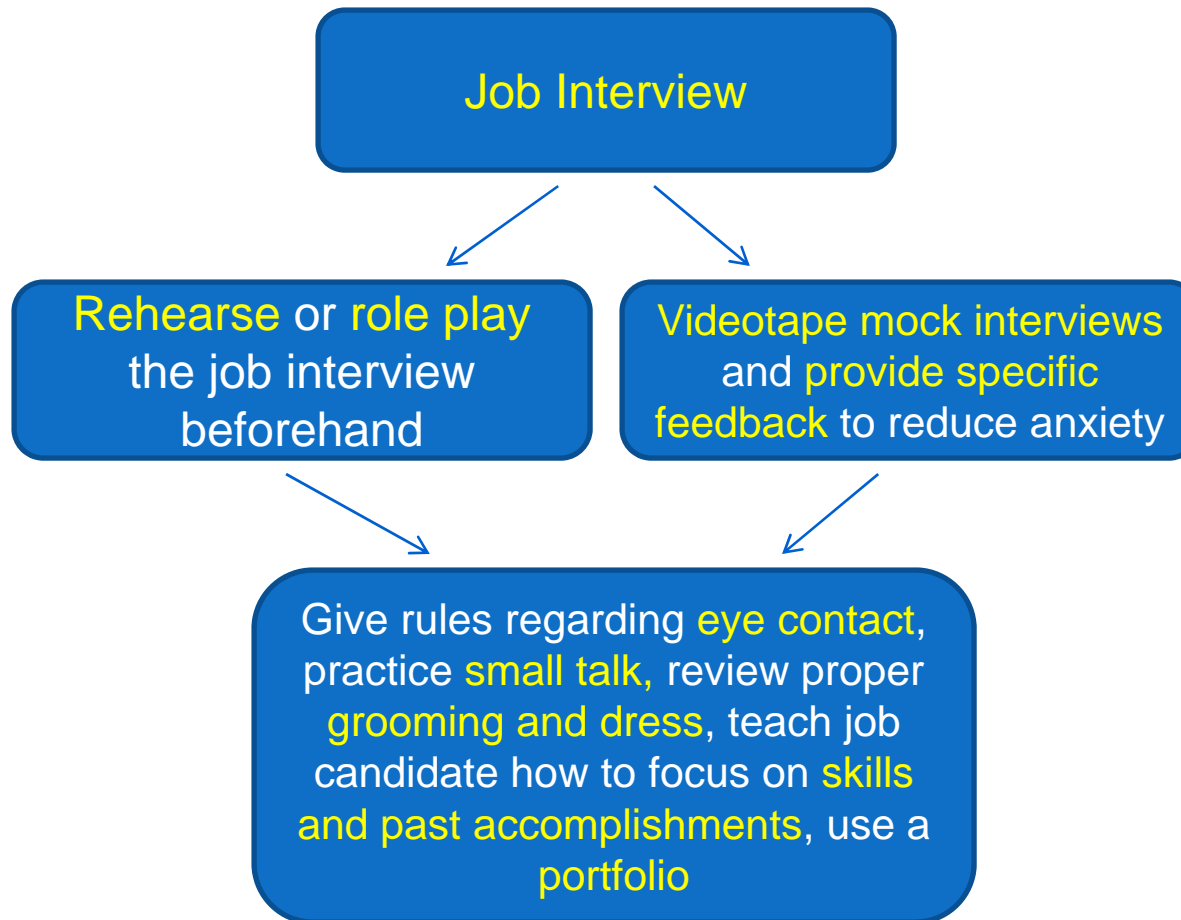 Job Interview
Rehearse or role play
the job interview
beforehand
Videotape mock interviews
and provide specific
feedback to reduce anxiety
Give rules regarding eye contact,
practice small talk, review proper
grooming and dress, teach job
candidate how to focus on skills
and past accomplishments, use a
portfolio